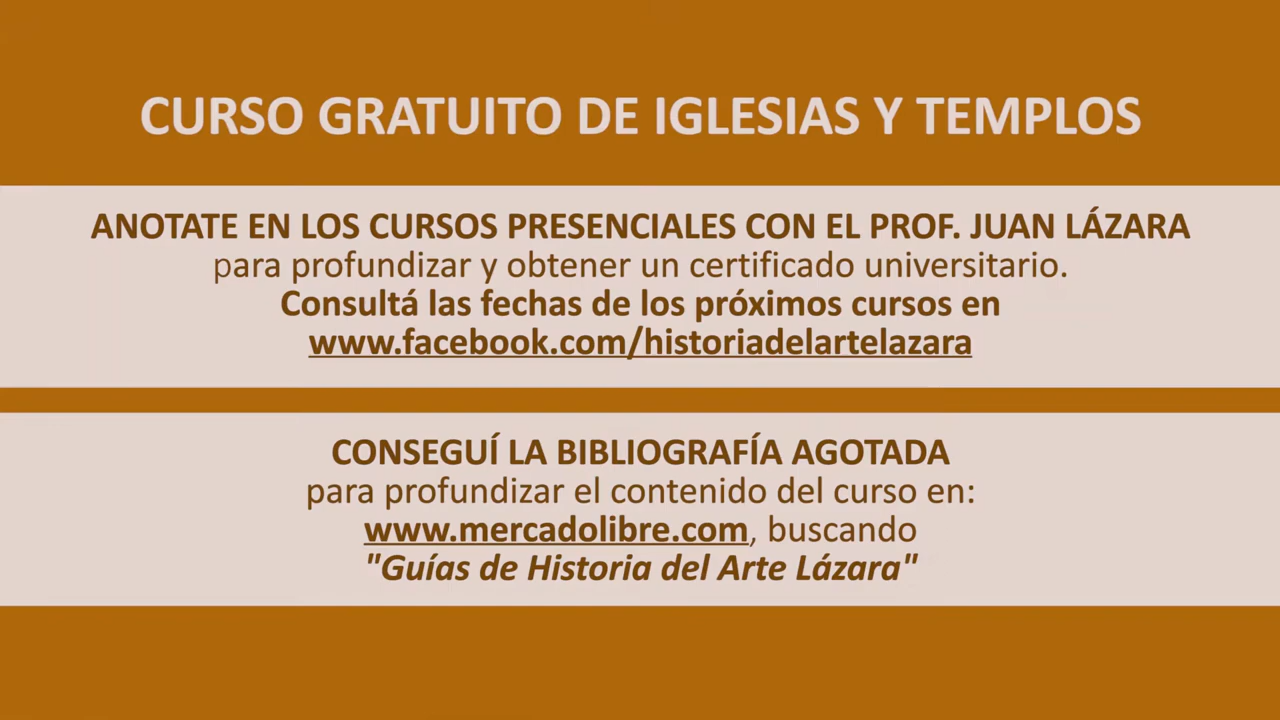 CURSO GRATUITO DE IGLESIAS Y TEMPLOS
ANOTATE EN LOS CURSOS PRESENCIALES CON EL PROF. JUAN LÁZARA
para profundizar y obtener un certificado universitario.
Consultá las fechas de los próximos cursos en
www.facebook.com/historiadelartelazara
CONSEGUÍ LA BIBLIOGRAFÍA AGOTADA
para profundizar el contenido del curso en:
www.mercadolibre.com, buscando
"Guías de Historia del Arte Lázara"